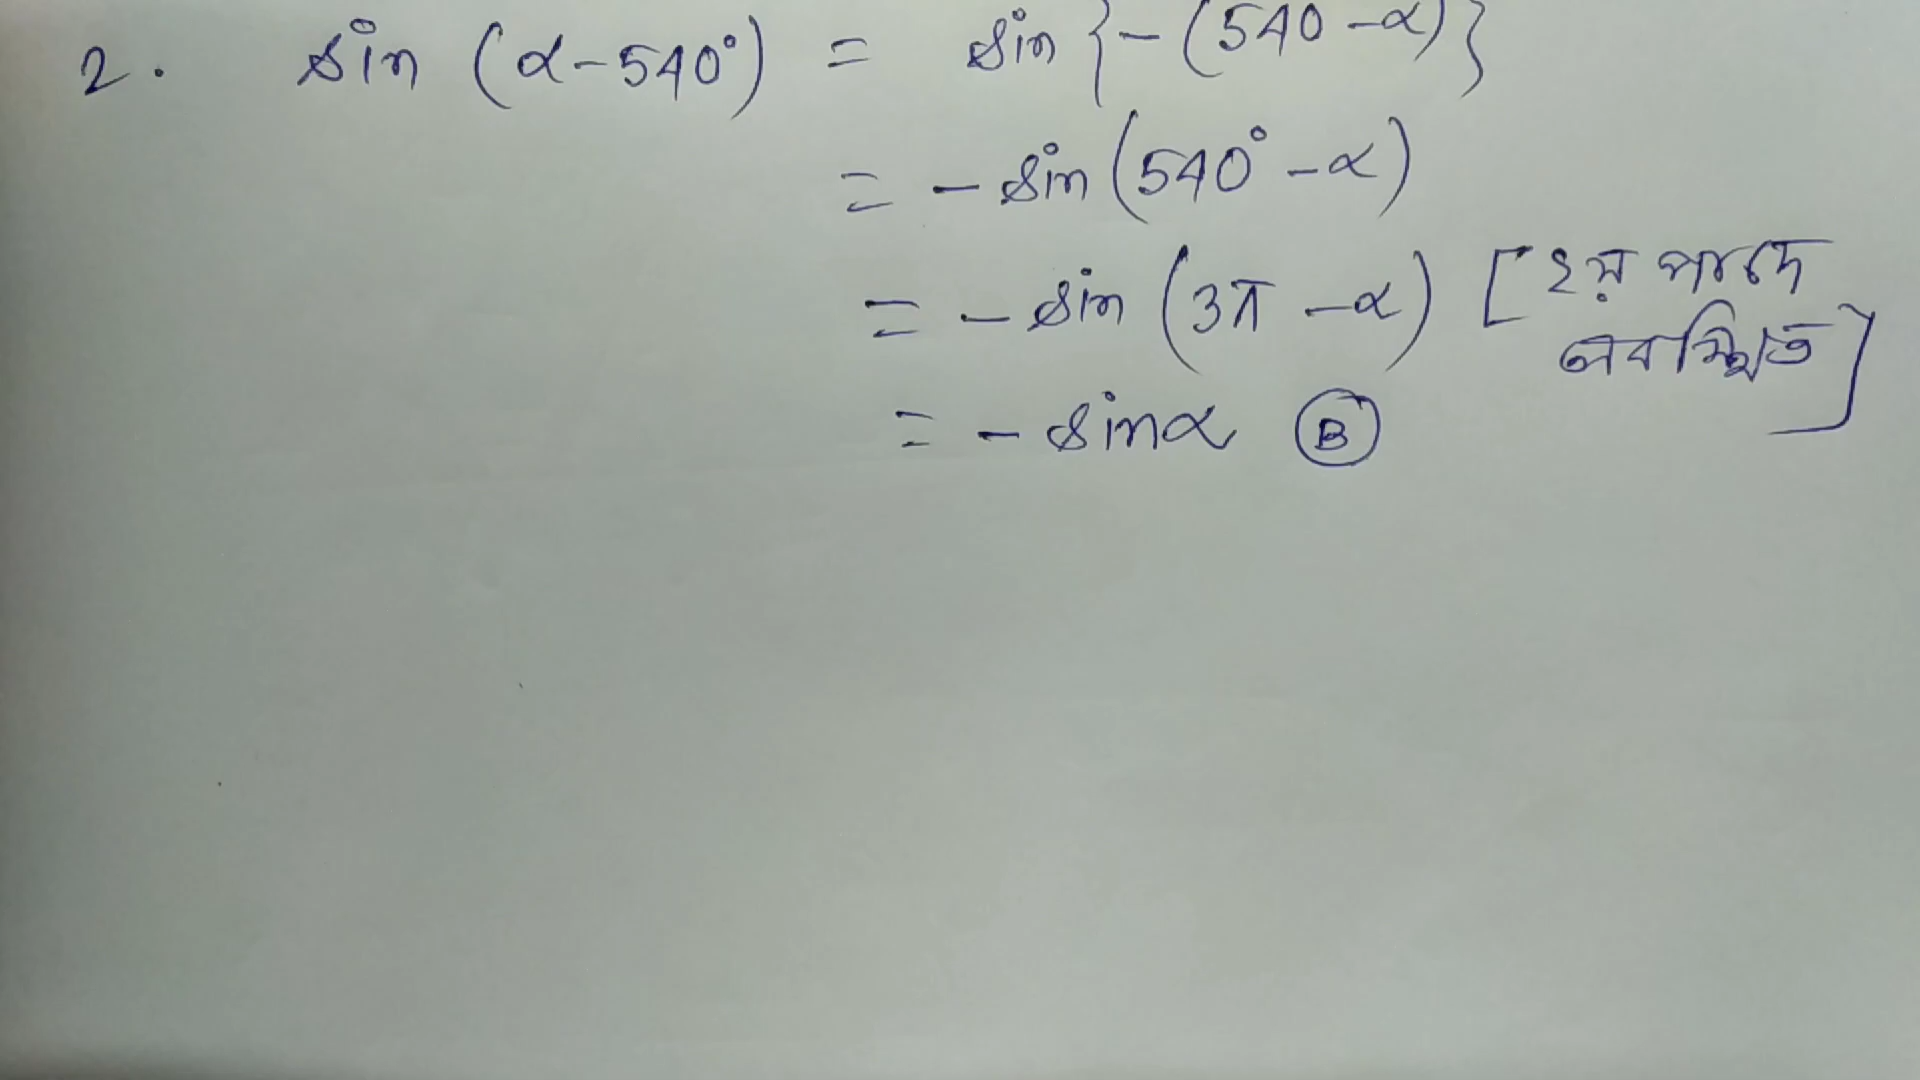 2. sin (α-540°) = sin {-(540-α)}
= - sin (540° - α)
= - sin (3π - α) [২য় পাদে
অবস্থিত]
= - sinα Ⓑ